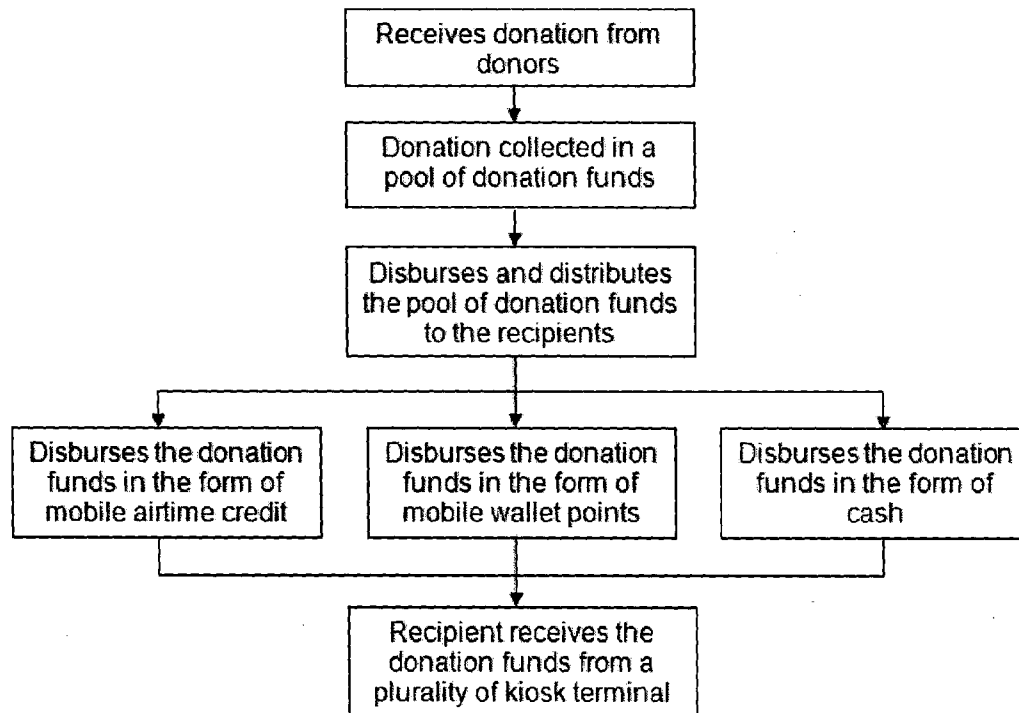 Receives donation from
donors
Donation collected in a
pool of donation funds
Disburses and distributes
the pool of donation funds
to the recipients
Disburses the donation
funds in the form of
mobile airtime credit
Disburses the donation
funds in the form of
mobile wallet points
Disburses the donation
funds in the form of
cash
Recipient receives the
donation funds from a
plurality of kiosk terminal